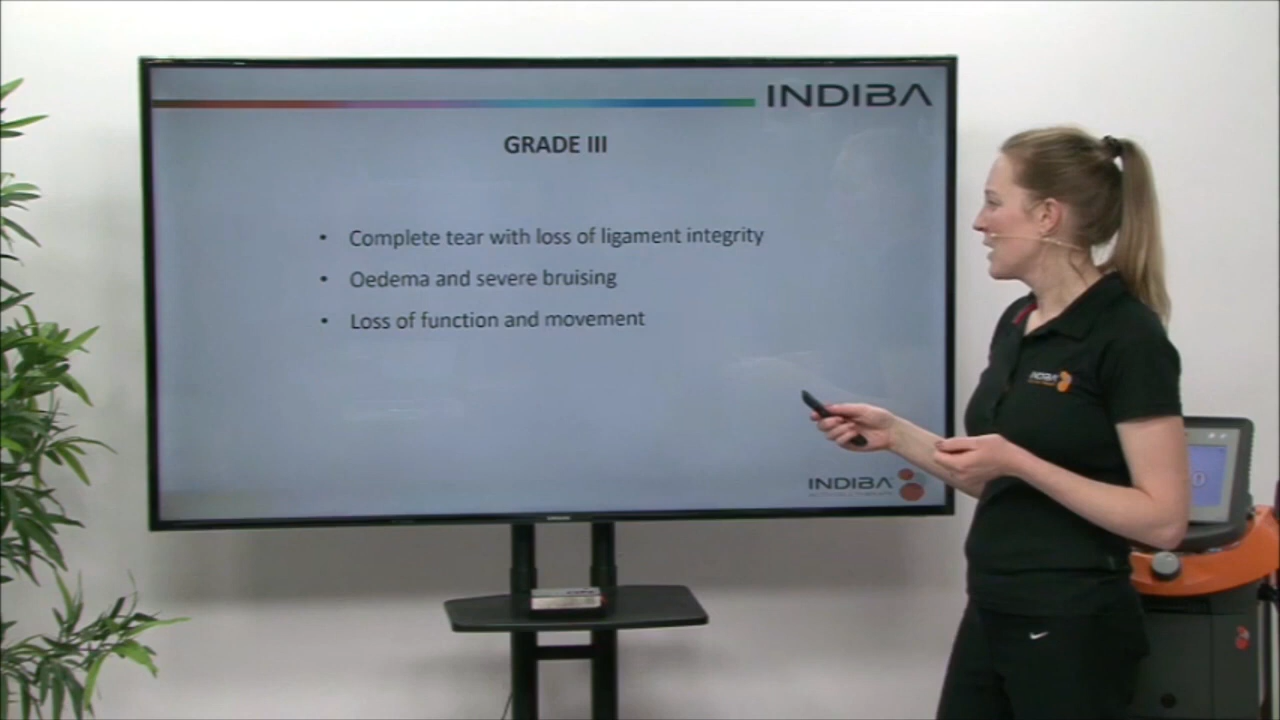 INDIBA
GRADE III
• Complete tear with loss of ligament integrity
• Oedema and severe bruising
• Loss of function and movement
INDIBA
INDIBA